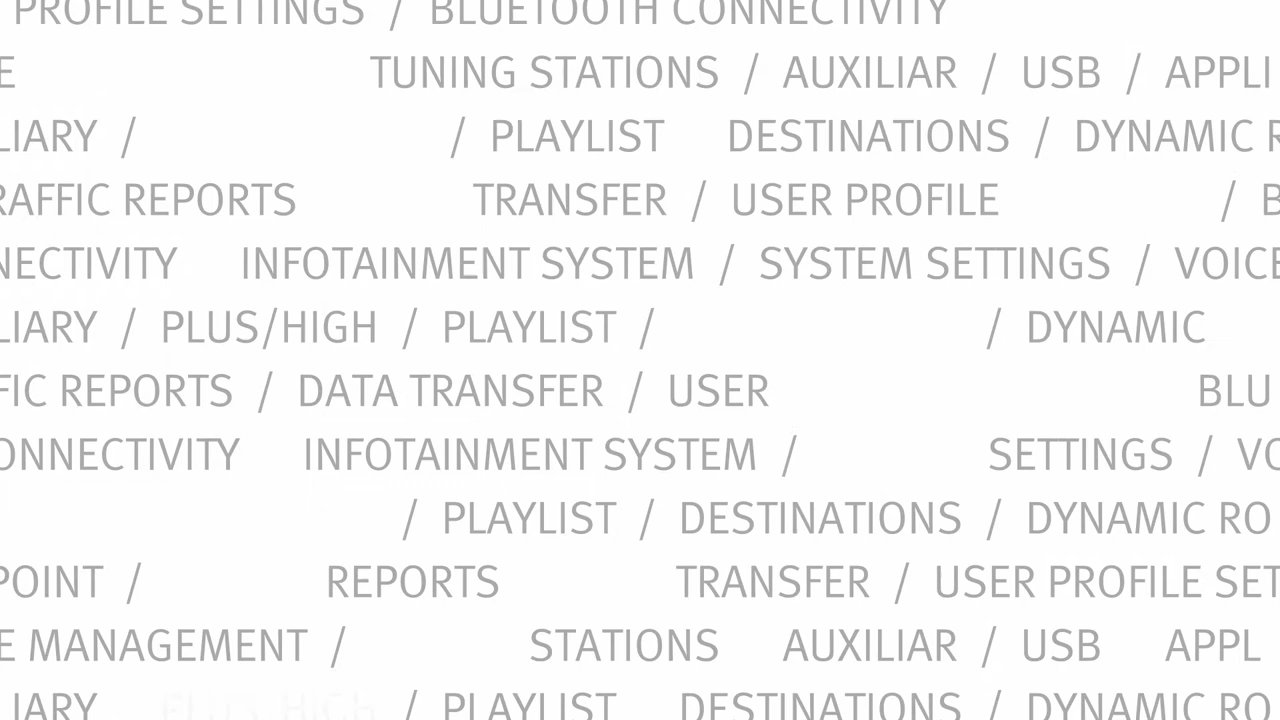 PROFILE SETTINGS / BLUETOOTH CONNECTIVITY
E TUNING STATIONS / AUXILIAR / USB / APPLI
LIARY / / PLAYLIST DESTINATIONS / DYNAMIC R
RAFFIC REPORTS TRANSFER / USER PROFILE / B
NECTIVITY INFOTAINMENT SYSTEM / SYSTEM SETTINGS / VOICE
LIARY / PLUS/HIGH / PLAYLIST / / DYNAMIC
FIC REPORTS / DATA TRANSFER / USER BLU
ONNECTIVITY INFOTAINMENT SYSTEM / SETTINGS / VO
/ PLAYLIST / DESTINATIONS / DYNAMIC RO
POINT / REPORTS TRANSFER / USER PROFILE SET
E MANAGEMENT / STATIONS AUXILIAR / USB APPL
LIARY PLUS/HIGH / PLAYLIST DESTINATIONS / DYNAMIC RO